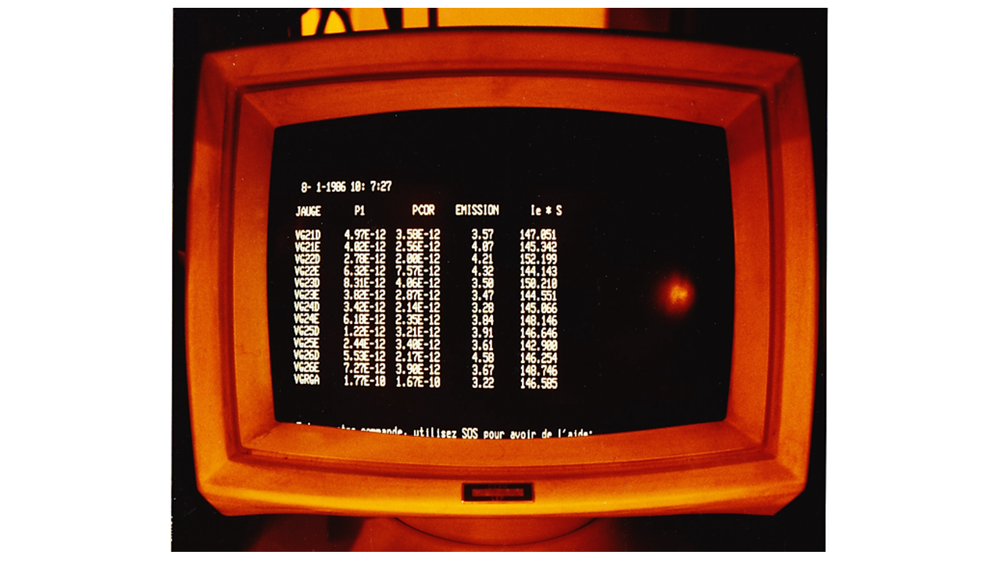 8- 1-1986 10: 7:27
JAUGE P1 PCOR EMISSION Ie * S
VG21D 4.97E-12 3.58E-12 3.57 147.051
VG21E 4.02E-12 2.56E-12 4.07 145.342
VG22D 2.78E-12 2.00E-12 4.21 152.199
VG22E 6.32E-12 7.57E-12 4.32 144.143
VG23D 8.31E-12 4.06E-12 3.50 150.210
VG23E 3.82E-12 2.87E-12 3.47 144.551
VG24D 3.42E-12 2.14E-12 3.28 145.066
VG24E 6.18E-12 2.35E-12 3.84 148.146
VG25D 1.22E-12 3.21E-12 3.91 146.646
VG25E 2.44E-12 3.40E-12 3.61 142.900
VG26D 5.53E-12 2.17E-12 4.58 146.254
VG26E 7.27E-12 3.90E-12 3.67 148.746
VGRGA 1.77E-10 1.67E-10 3.22 146.505
commande, utilisez SOS pour avoir de l'aide: